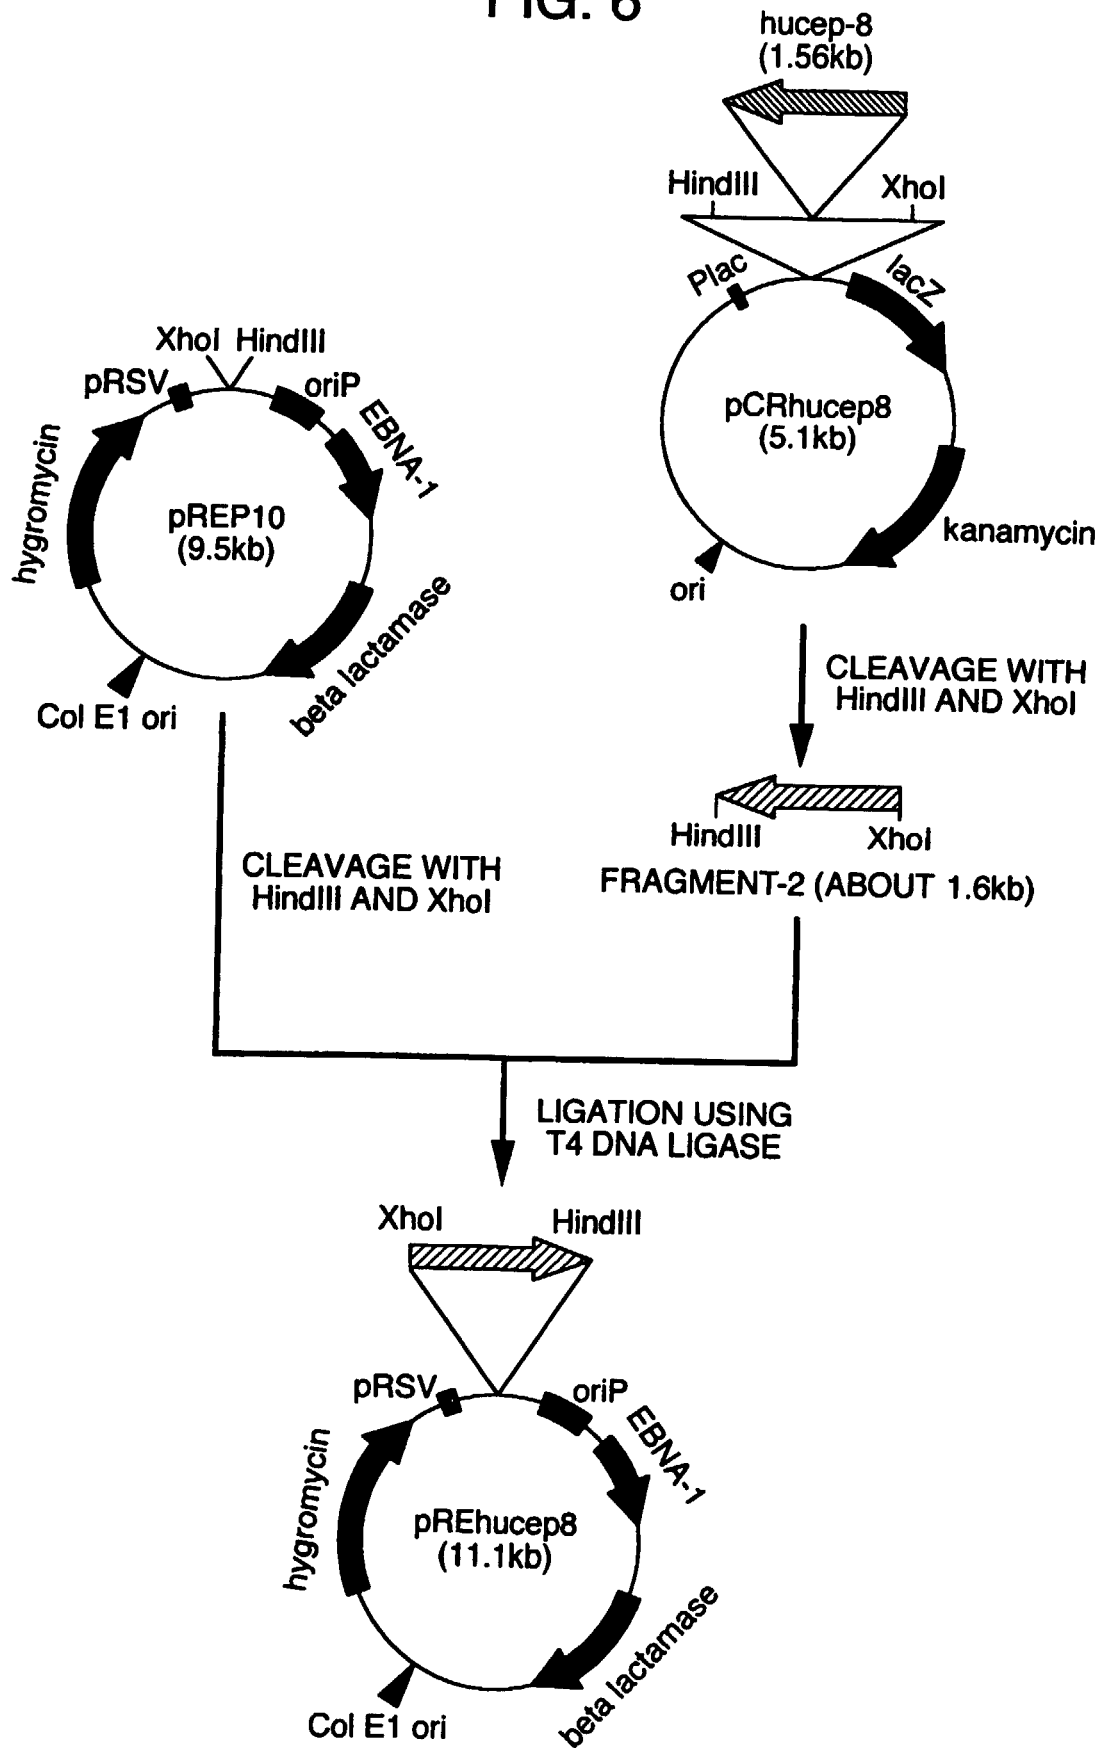 FIG. 6
hucep-8
(1.56kb)
HindIII
XhoI
Plac
lacZ
pCRhucep8
(5.1kb)
kanamycin
ori
XhoI HindIII
pRSV
oriP
EBNA-1
hygromycin
pREP10
(9.5kb)
beta lactamase
Col E1 ori
CLEAVAGE WITH
HindIII AND XhoI
HindIII
XhoI
FRAGMENT-2 (ABOUT 1.6kb)
CLEAVAGE WITH
HindIII AND XhoI
LIGATION USING
T4 DNA LIGASE
XhoI
HindIII
pRSV
oriP
EBNA-1
hygromycin
pREhucep8
(11.1kb)
beta lactamase
Col E1 ori